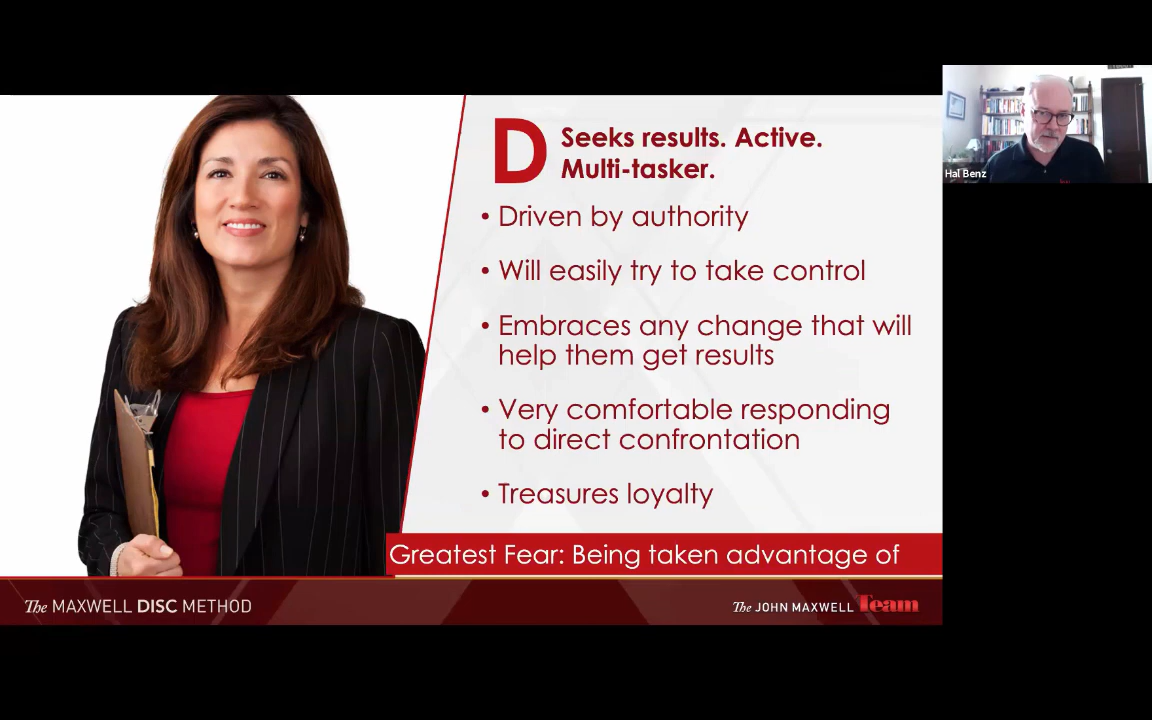 D
Seeks results. Active.
Multi-tasker.
• Driven by authority
• Will easily try to take control
• Embraces any change that will
help them get results
• Very comfortable responding
to direct confrontation
• Treasures loyalty
Greatest Fear: Being taken advantage of
The MAXWELL DISC METHOD
The JOHN MAXWELL Team
Hal Benz